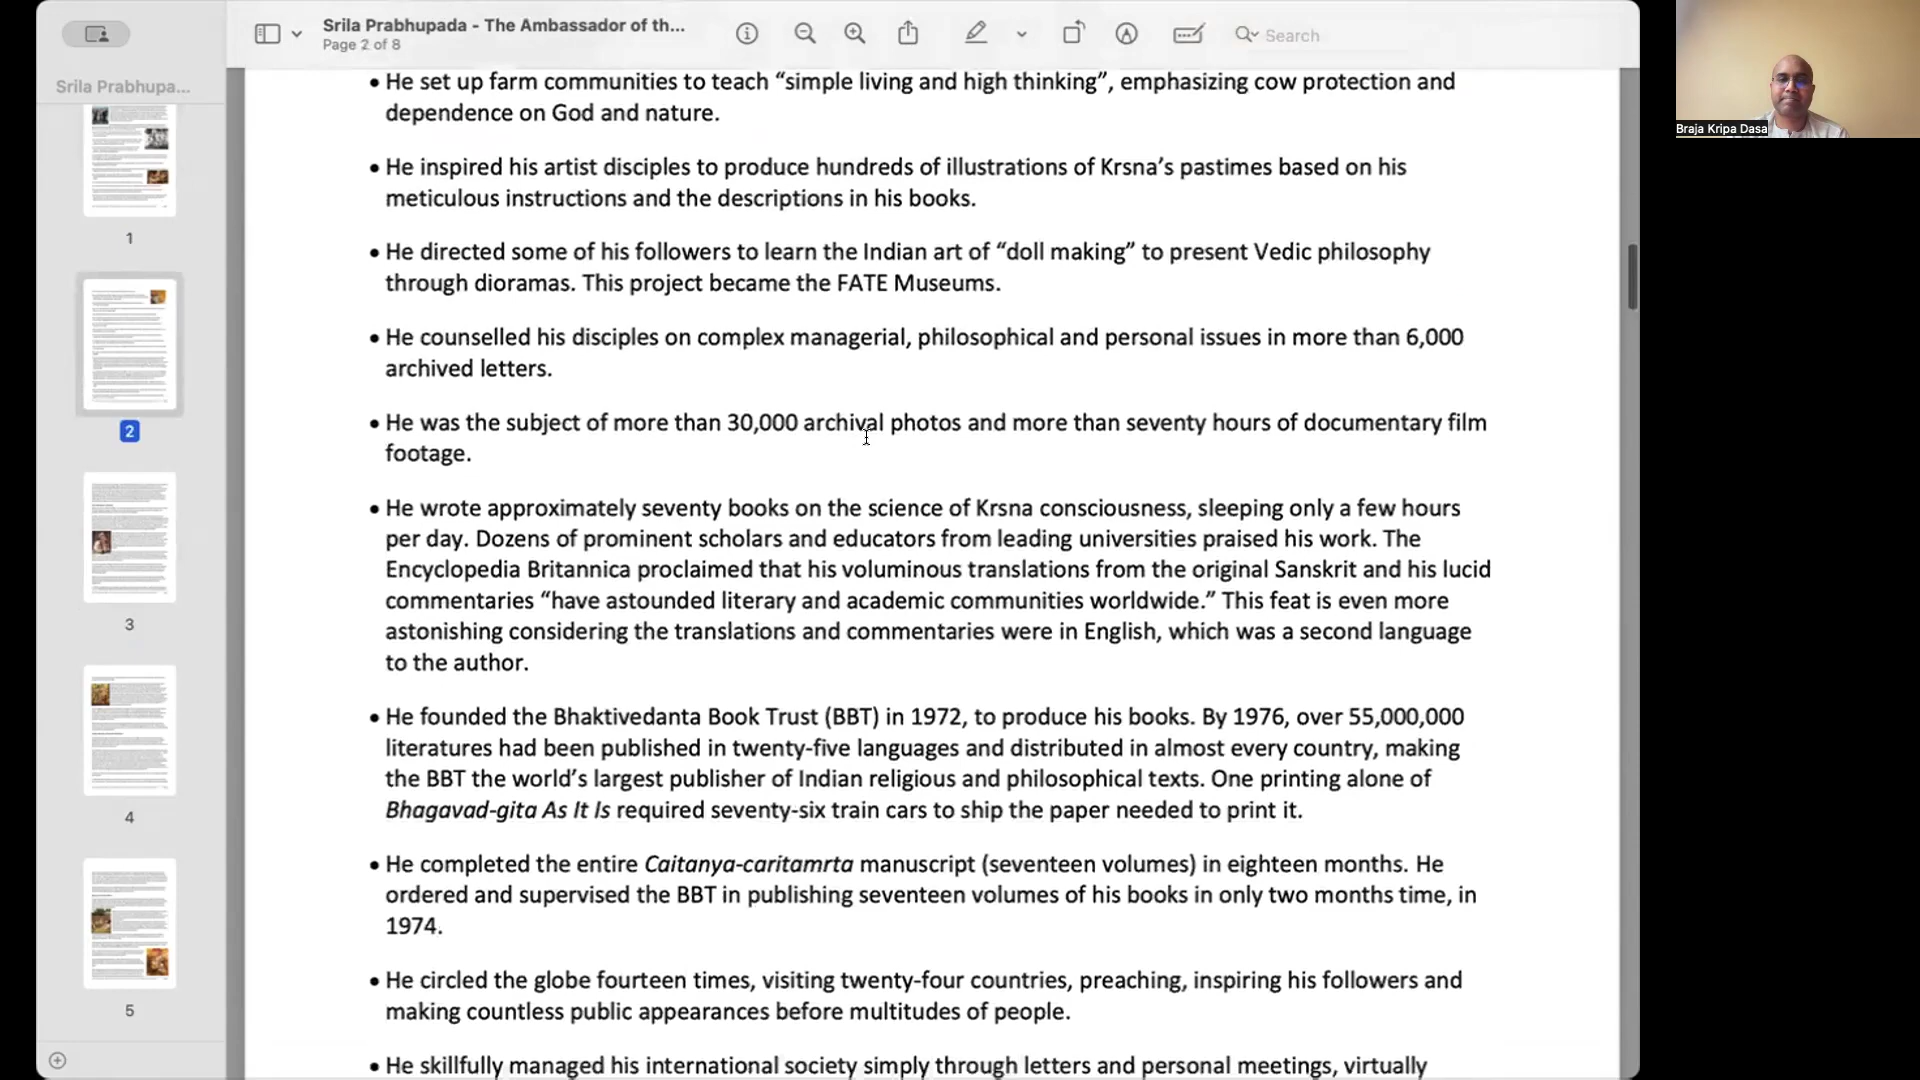 Srila Prabhupada - The Ambassador of th...
Page 2 of 8
Search
Srila Prabhupa...
1
2
3
4
5
• He set up farm communities to teach “simple living and high thinking”, emphasizing cow protection and
dependence on God and nature.
• He inspired his artist disciples to produce hundreds of illustrations of Krsna’s pastimes based on his
meticulous instructions and the descriptions in his books.
• He directed some of his followers to learn the Indian art of “doll making” to present Vedic philosophy
through dioramas. This project became the FATE Museums.
• He counselled his disciples on complex managerial, philosophical and personal issues in more than 6,000
archived letters.
• He was the subject of more than 30,000 archival photos and more than seventy hours of documentary film
footage.
• He wrote approximately seventy books on the science of Krsna consciousness, sleeping only a few hours
per day. Dozens of prominent scholars and educators from leading universities praised his work. The
Encyclopedia Britannica proclaimed that his voluminous translations from the original Sanskrit and his lucid
commentaries “have astounded literary and academic communities worldwide.” This feat is even more
astonishing considering the translations and commentaries were in English, which was a second language
to the author.
• He founded the Bhaktivedanta Book Trust (BBT) in 1972, to produce his books. By 1976, over 55,000,000
literatures had been published in twenty-five languages and distributed in almost every country, making
the BBT the world’s largest publisher of Indian religious and philosophical texts. One printing alone of
Bhagavad-gita As It Is required seventy-six train cars to ship the paper needed to print it.
• He completed the entire Caitanya-caritamrta manuscript (seventeen volumes) in eighteen months. He
ordered and supervised the BBT in publishing seventeen volumes of his books in only two months time, in
1974.
• He circled the globe fourteen times, visiting twenty-four countries, preaching, inspiring his followers and
making countless public appearances before multitudes of people.
• He skillfully managed his international society simply through letters and personal meetings, virtually
Braja Kripa Dasa